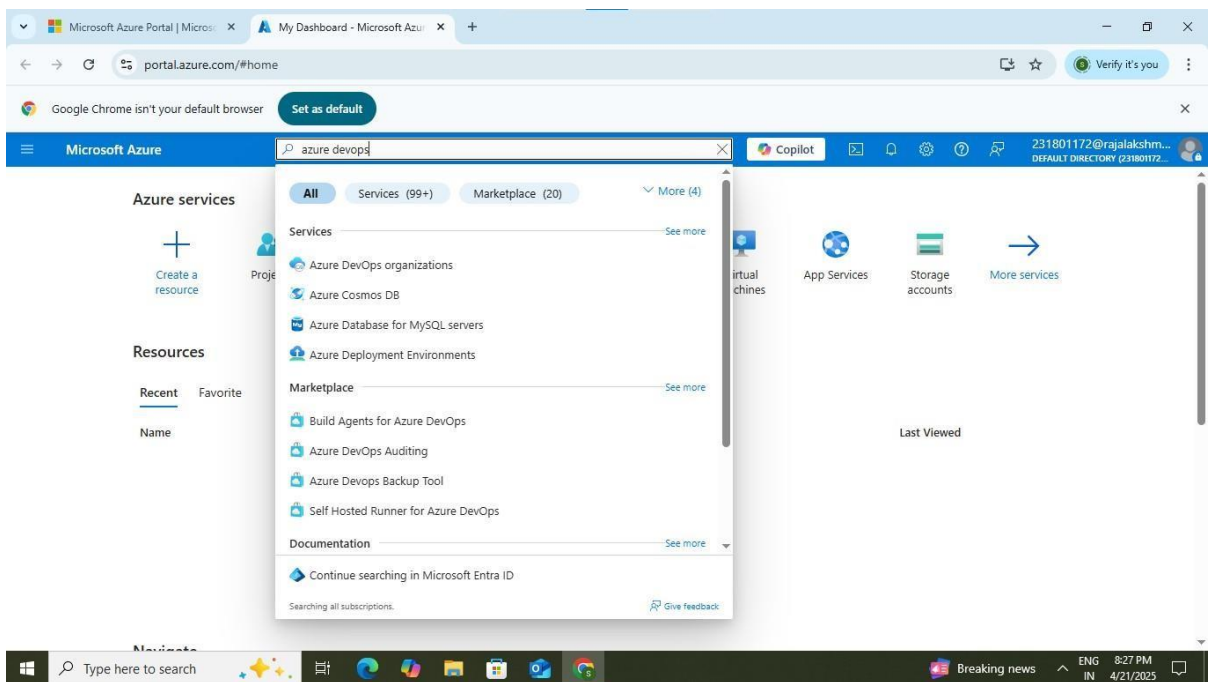 Microsoft Azure Portal | Micros
My Dashboard - Microsoft Azu
portal.azure.com/#home
Verify it's you
Google Chrome isn't your default browser
Set as default
Microsoft Azure
azure devops
Copilot
231801172@rajalakshm...
DEFAULT DIRECTORY (231801172...
Azure services
All
Services (99+)
Marketplace (20)
More (4)
Services
See more
Create a
resource
Proje
Azure DevOps organizations
Azure Cosmos DB
Azure Database for MySQL servers
Azure Deployment Environments
irtual
chines
App Services
Storage
accounts
More services
Resources
Recent
Favorite
Name
Last Viewed
Marketplace
See more
Build Agents for Azure DevOps
Azure DevOps Auditing
Azure Devops Backup Tool
Self Hosted Runner for Azure DevOps
Documentation
See more
Continue searching in Microsoft Entra ID
Searching all subscriptions.
Give feedback
Navigate
Type here to search
Breaking news
ENG
IN
8:27 PM
4/21/2025